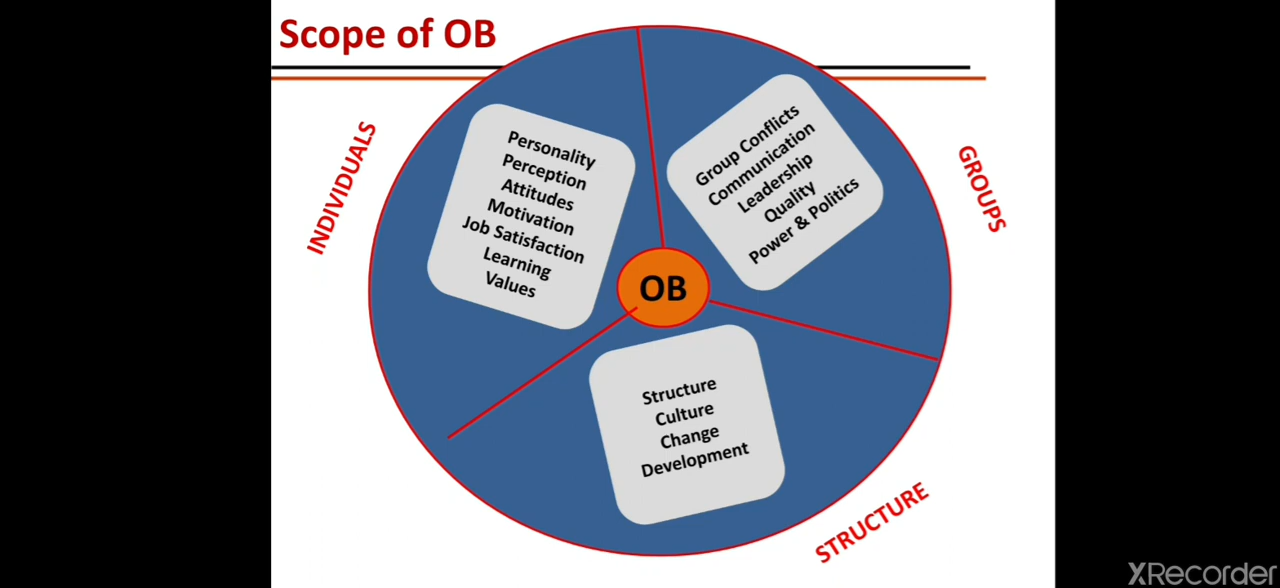 Scope of OB
INDIVIDUALS
Personality
Perception
Attitudes
Motivation
Job Satisfaction
Learning
Values
GROUPS
Group Conflicts
Communication
Leadership
Quality
Power & Politics
OB
Structure
Culture
Change
Development
STRUCTURE
XRecorder